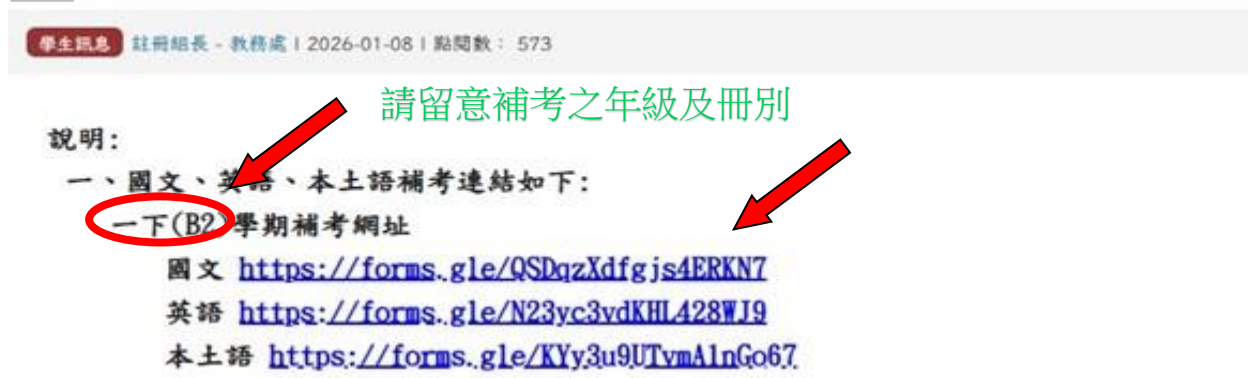 學生訊息 註冊組長 - 教務處 | 2026-01-08 | 點閱數： 573
請留意補考之年級及冊別
說明：
一、國文、英語、本土語補考連結如下：
一下(B2)學期補考網址
國文 https://forms.gle/QSDqzXdfgjs4ERKN7
英語 https://forms.gle/N23yc3vdKHL428WJ9
本土語 https://forms.gle/KYy3u9UTvmAlnGo67